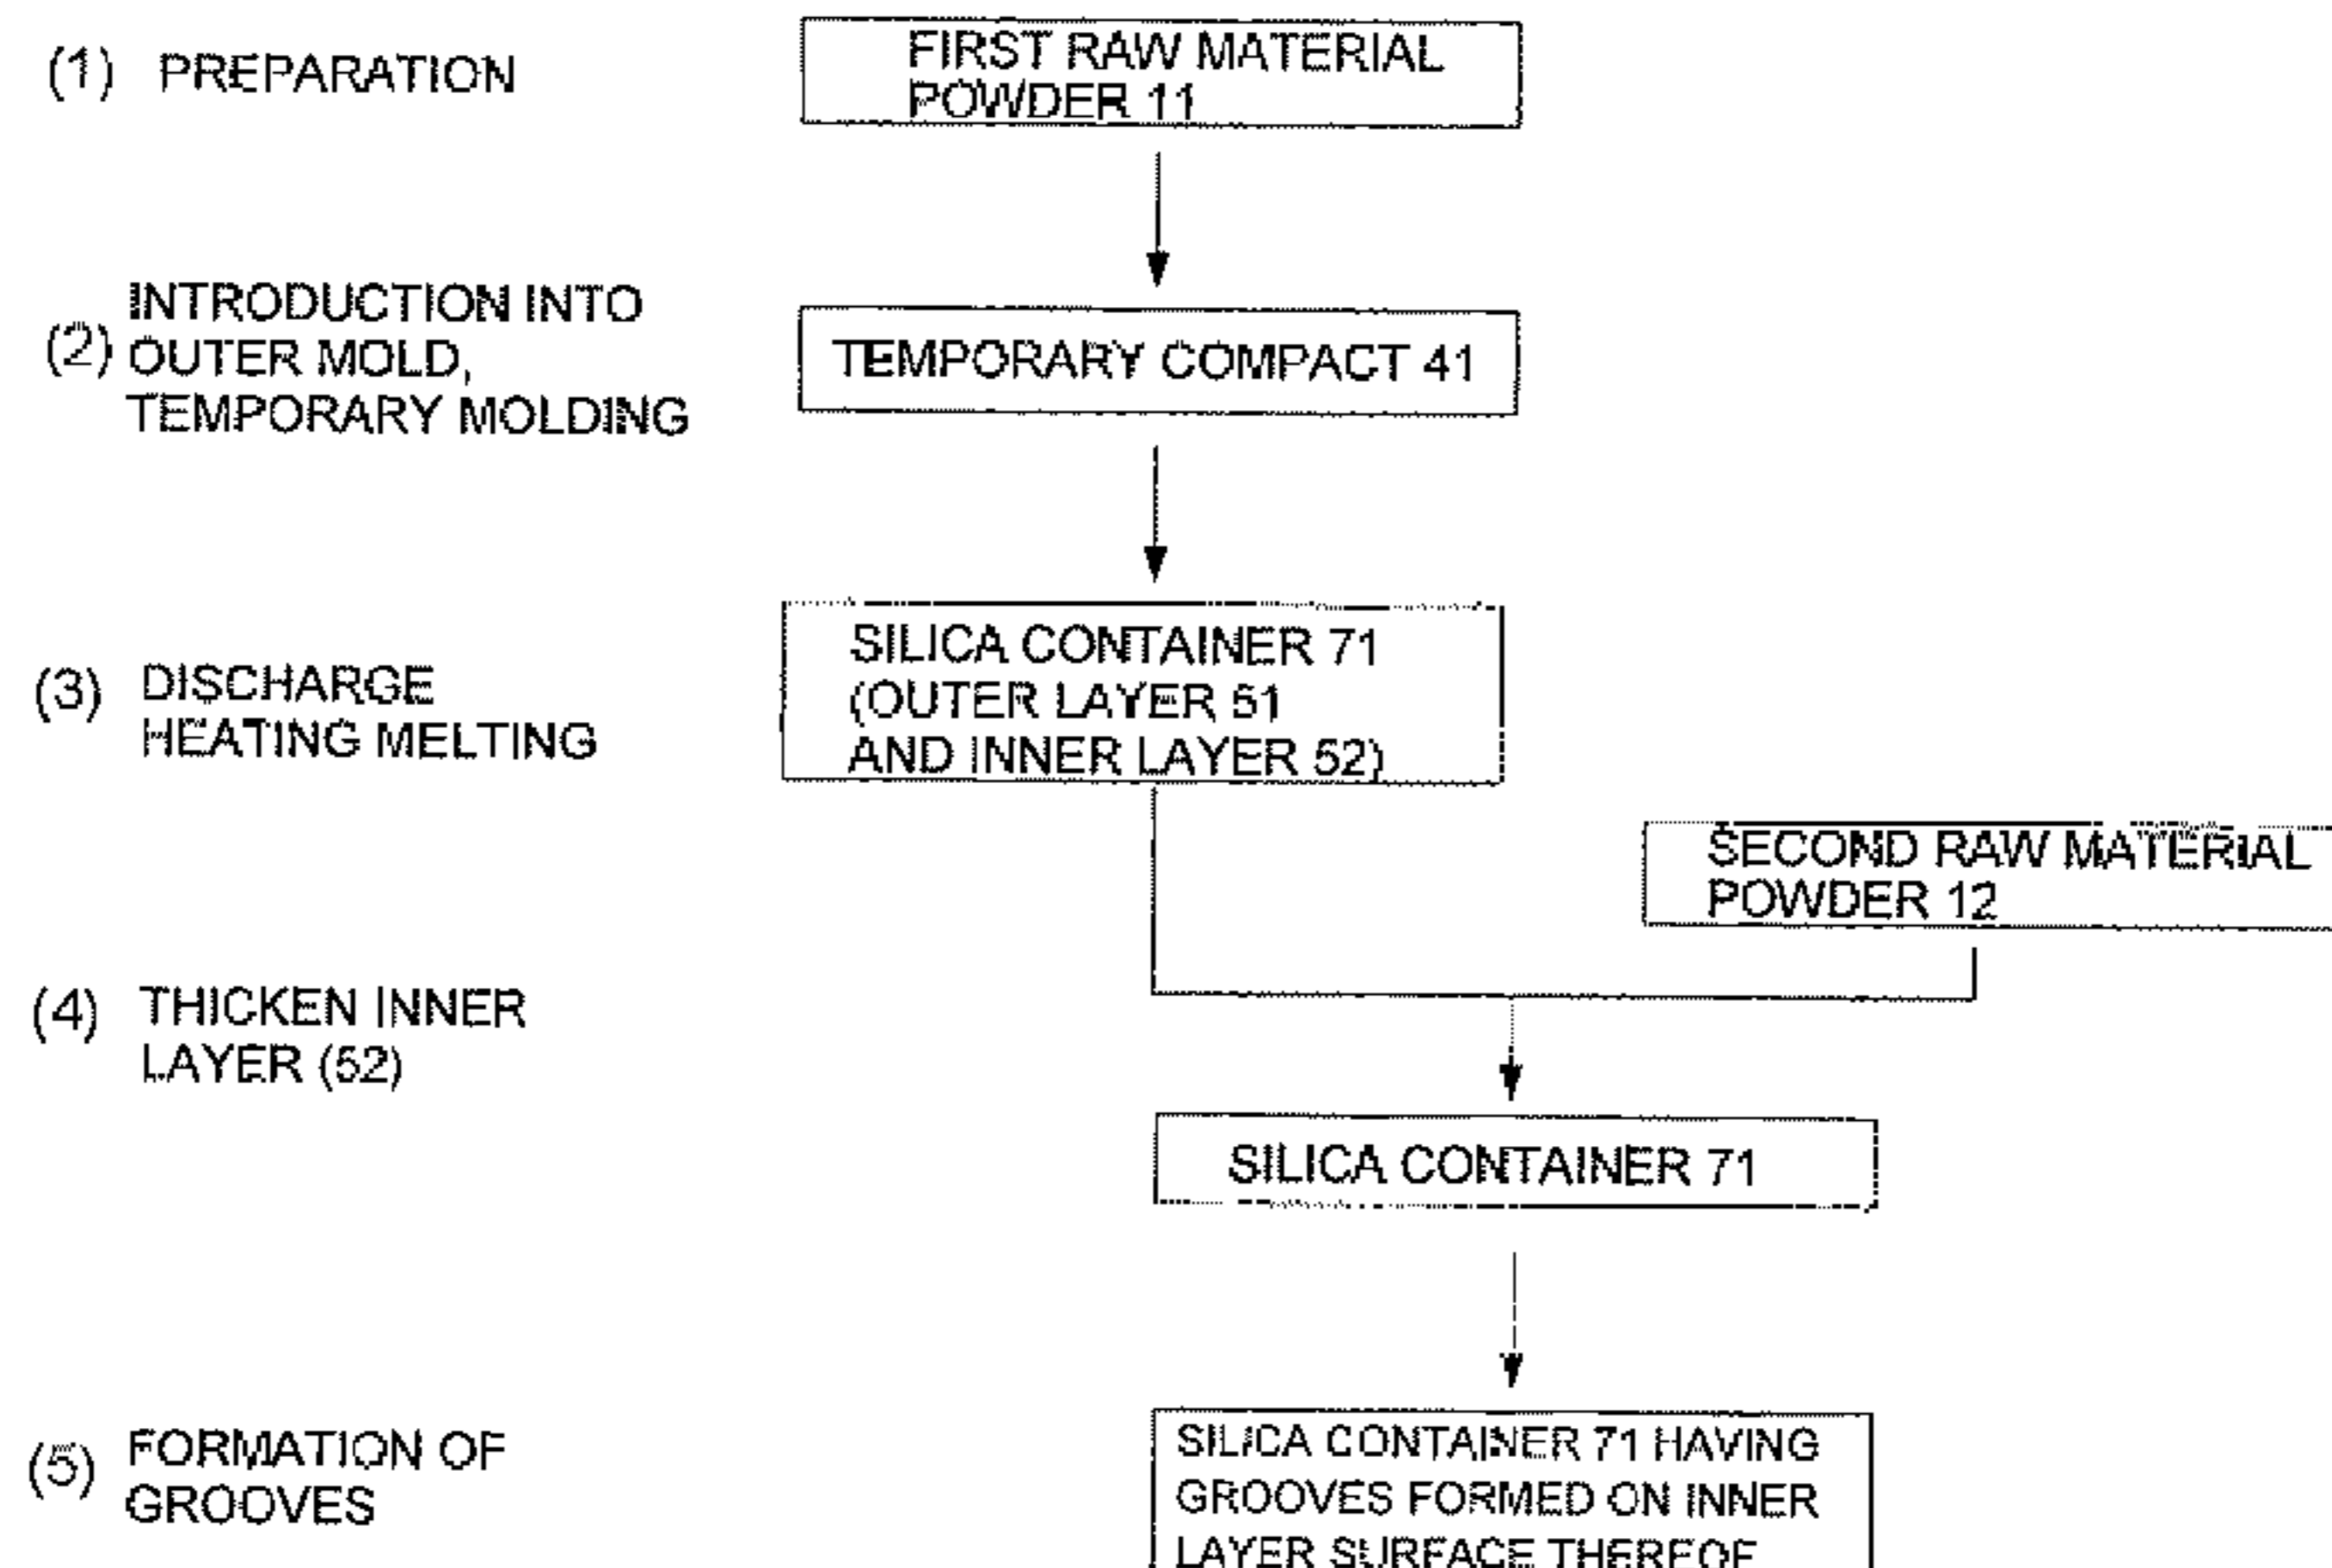 (1) PREPARATION
FIRST RAW MATERIAL
POWDER 11
(2) INTRODUCTION INTO
OUTER MOLD,
TEMPORARY MOLDING
TEMPORARY COMPACT 41
(3) DISCHARGE
HEATING MELTING
SILICA CONTAINER 71
(OUTER LAYER 51
AND INNER LAYER 52)
SECOND RAW MATERIAL
POWDER 12
(4) THICKEN INNER
LAYER (52)
SILICA CONTAINER 71
(5) FORMATION OF
GROOVES
SILICA CONTAINER 71 HAVING
GROOVES FORMED ON INNER
LAYER SURFACE THEREOF